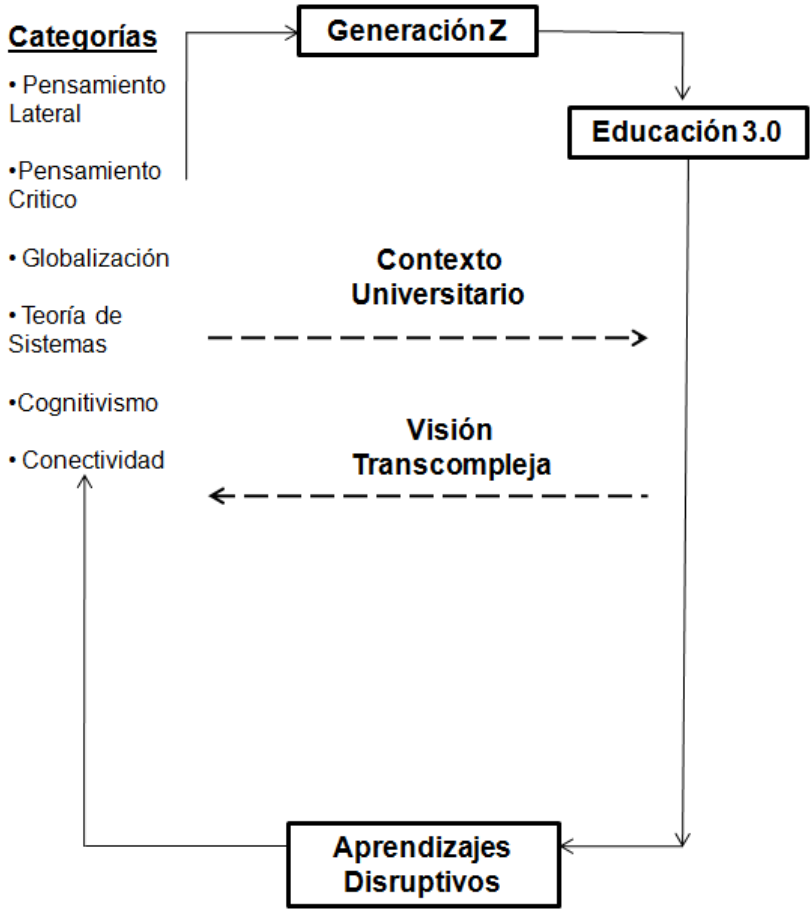 Categorías
• Pensamiento
Lateral
•Pensamiento
Critico
• Globalización
• Teoría de
Sistemas
•Cognitivismo
• Conectividad
Generación Z
Educación 3.0
Contexto
Universitario
Visión
Transcompleja
Aprendizajes
Disruptivos